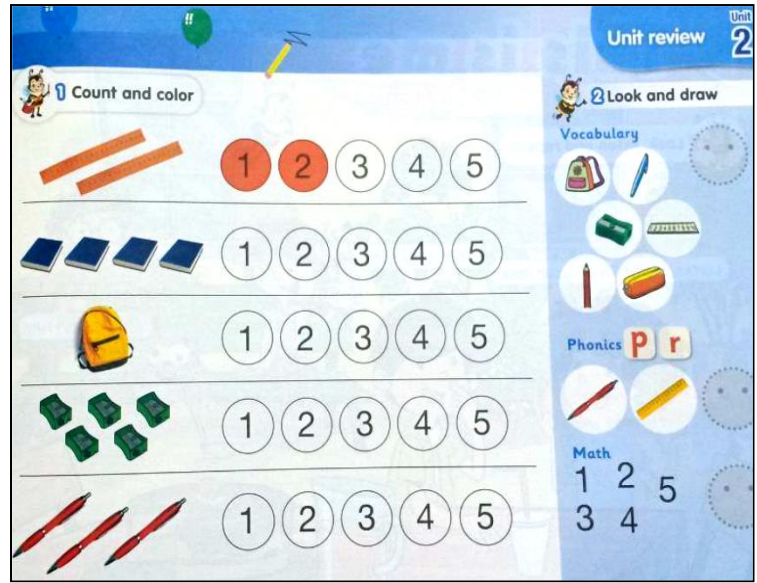 Unit
2
Unit review
1 Count and color
2 Look and draw
Vocabulary
1 2 3 4 5
1 2 3 4 5
1 2 3 4 5
Phonics p r
1 2 3 4 5
Math
1 2 5
3 4
1 2 3 4 5